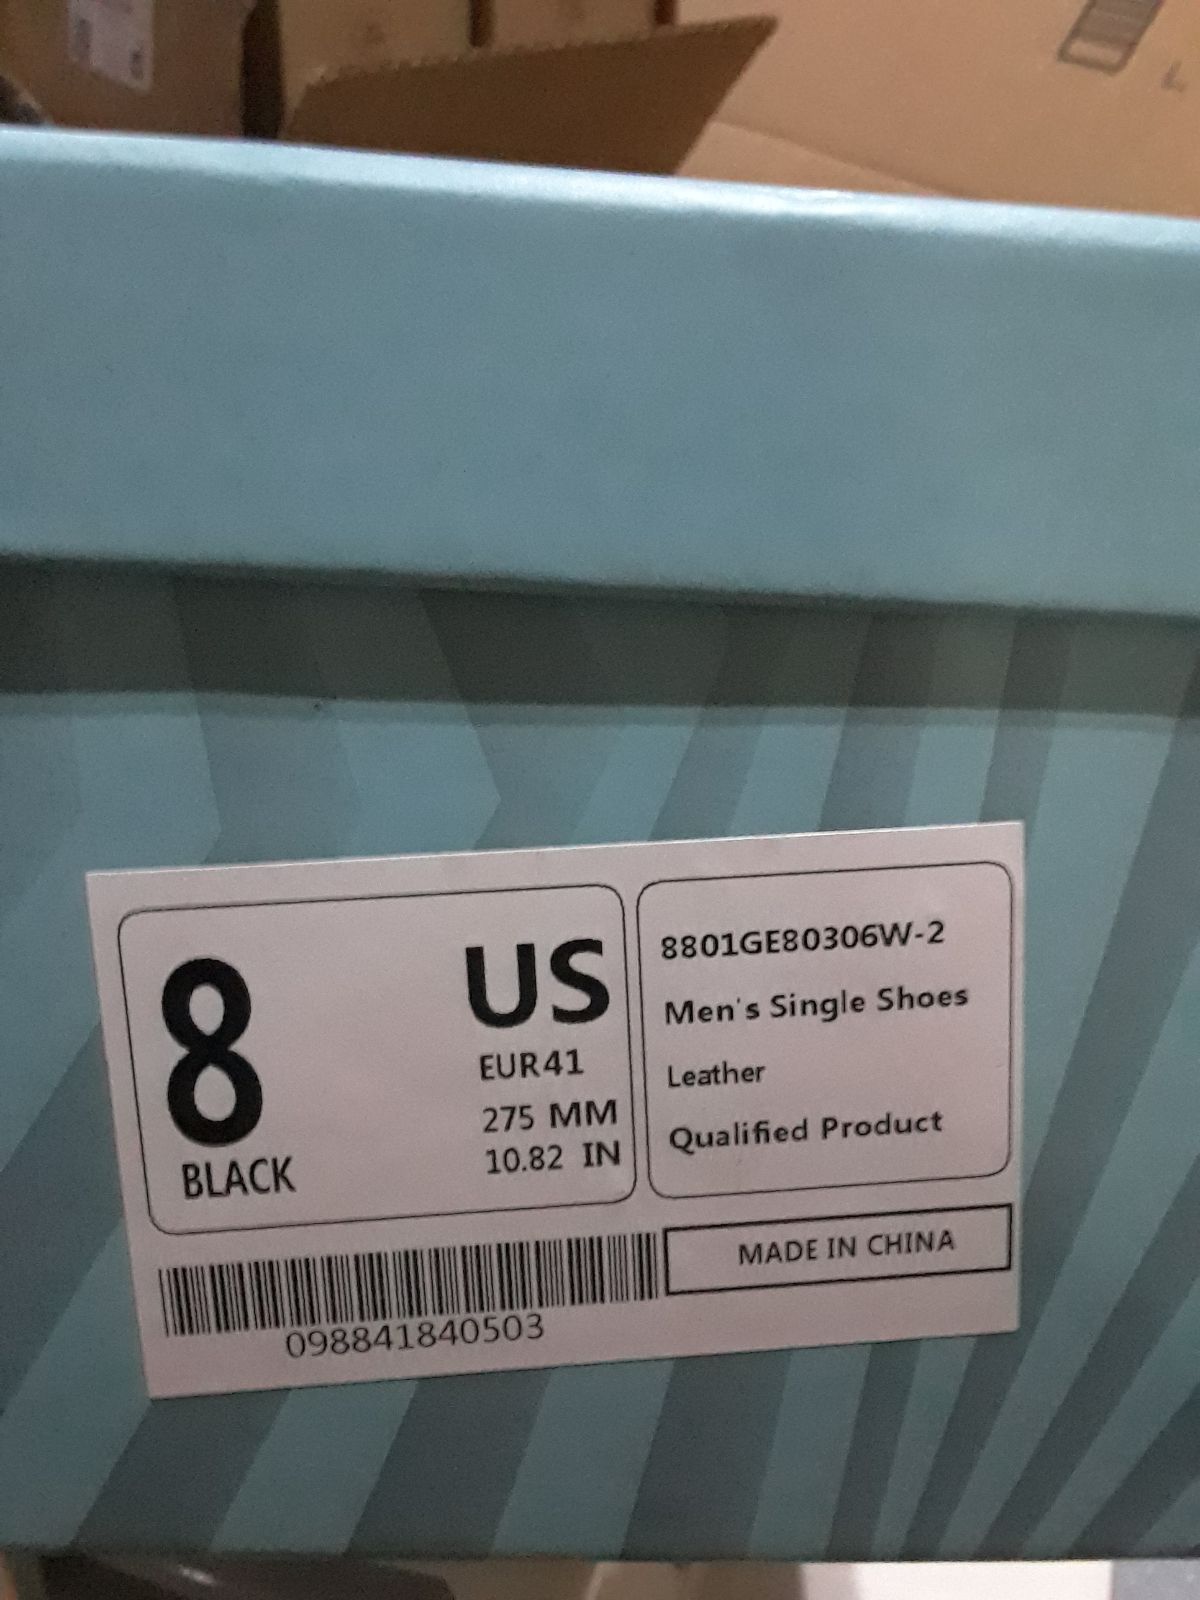 8
US
EUR41
275 MM
10.82 IN
BLACK
8801GE80306W-2
Men's Single Shoes
Leather
Qualified Product
MADE IN CHINA
098841840503